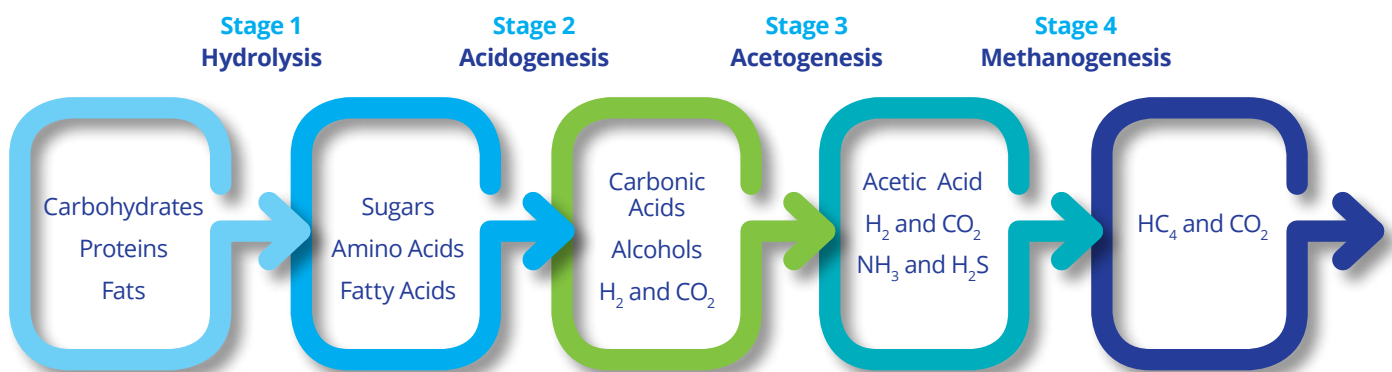 Stage 1
Hydrolysis
Stage 2
Acidogenesis
Stage 3
Acetogenesis
Stage 4
Methanogenesis
Carbohydrates
Proteins
Fats
Sugars
Amino Acids
Fatty Acids
Carbonic
Acids
Alcohols
H₂ and CO₂
Acetic Acid
H₂ and CO₂
NH₃ and H₂S
HC₄ and CO₂